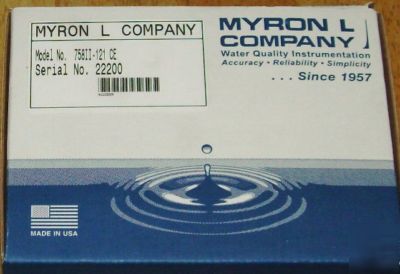 MYRON L COMPANY
Model No. 758II-121 CE
Serial No. 22200
MYRON L
COMPANY
Water Quality Instrumentation
Accuracy • Reliability • Simplicity
. . . Since 1957
MADE IN USA